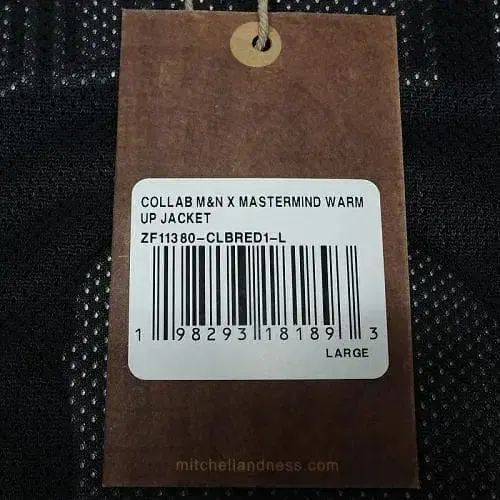 COLLAB M&N X MASTERMIND WARM
UP JACKET
ZF11380-CLBRED1-L
1 98293 18189 3
LARGE
mitchellandness.com